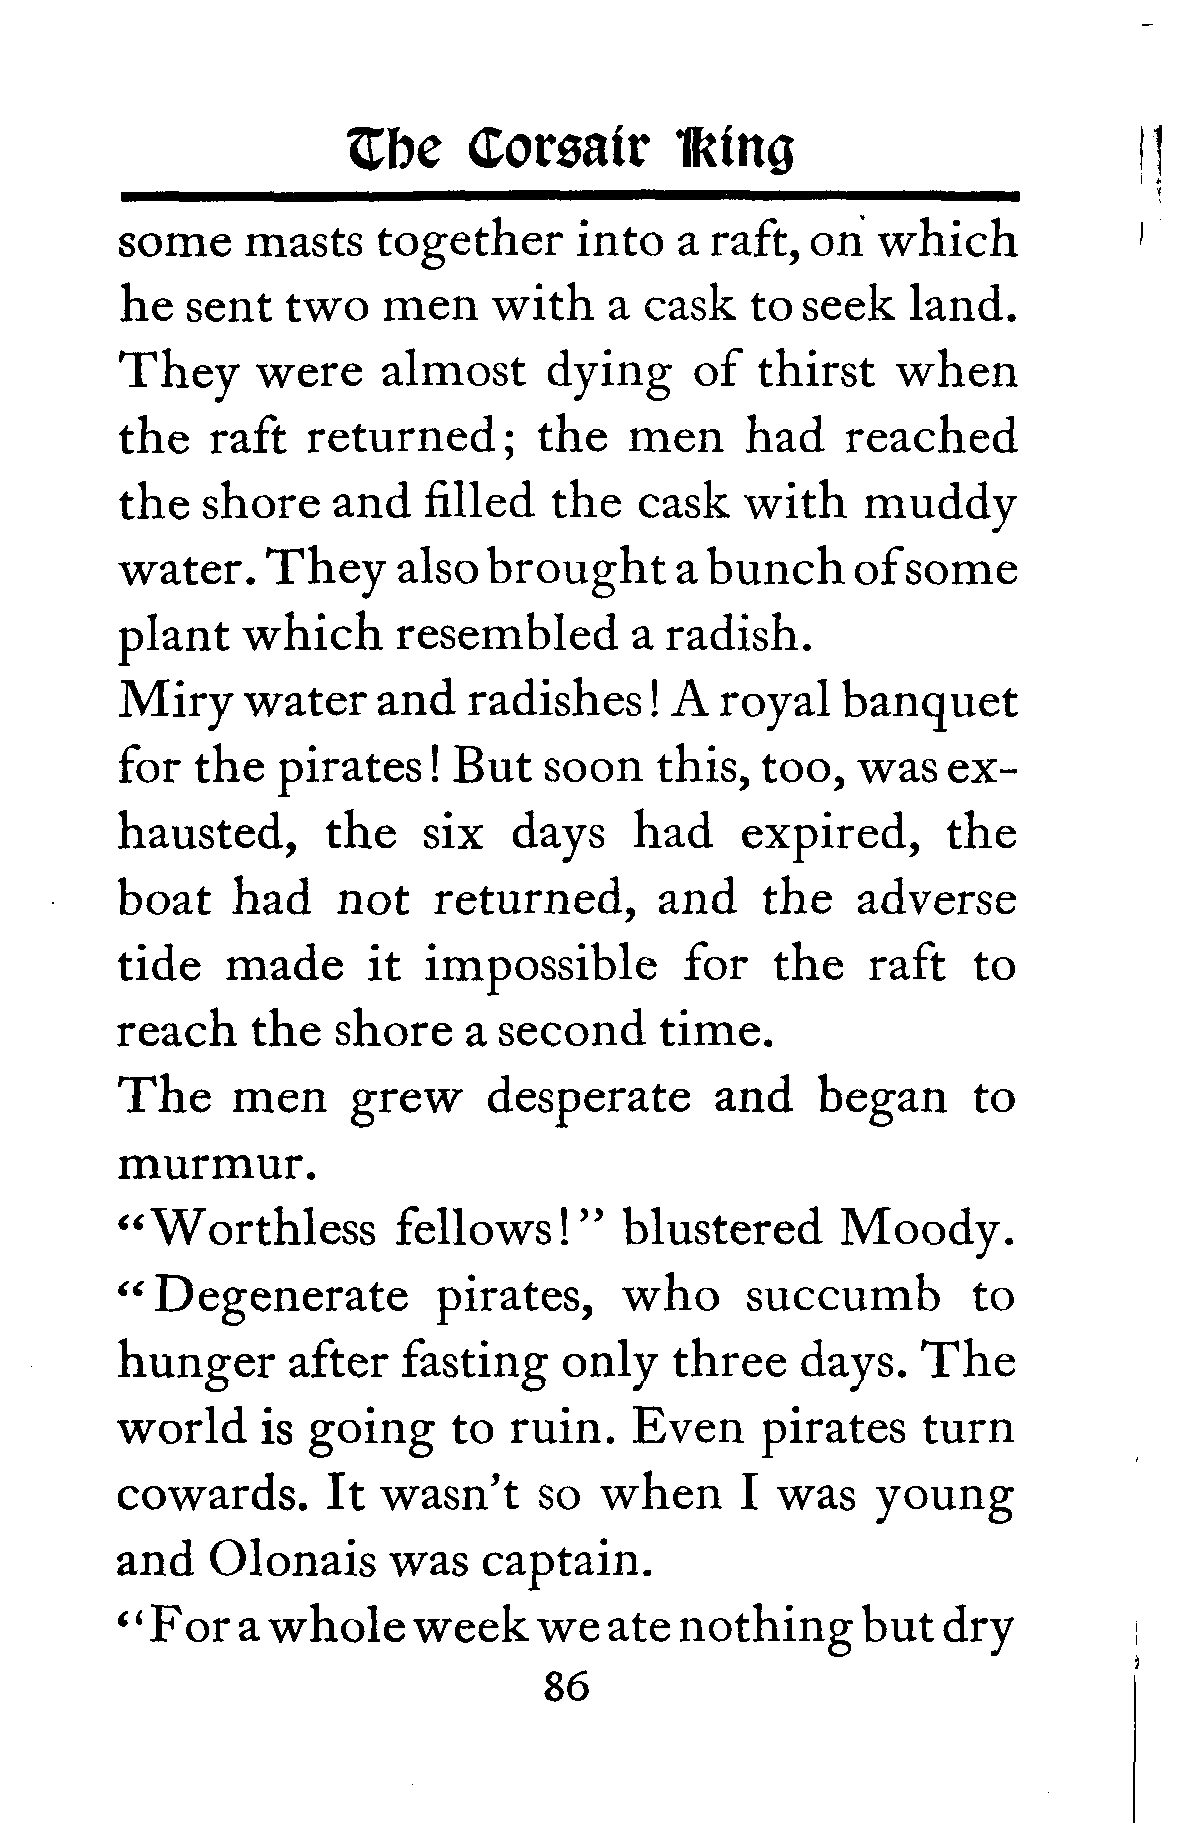 The Corsair King
some masts together into a raft, on which
he sent two men with a cask to seek land.
They were almost dying of thirst when
the raft returned; the men had reached
the shore and filled the cask with muddy
water. They also brought a bunch of some
plant which resembled a radish.
Miry water and radishes! A royal banquet
for the pirates! But soon this, too, was ex-
hausted, the six days had expired, the
boat had not returned, and the adverse
tide made it impossible for the raft to
reach the shore a second time.
The men grew desperate and began to
murmur.
“Worthless fellows!” blustered Moody.
“Degenerate pirates, who succumb to
hunger after fasting only three days. The
world is going to ruin. Even pirates turn
cowards. It wasn't so when I was young
and Olonais was captain.
“For a whole week we ate nothing but dry
86